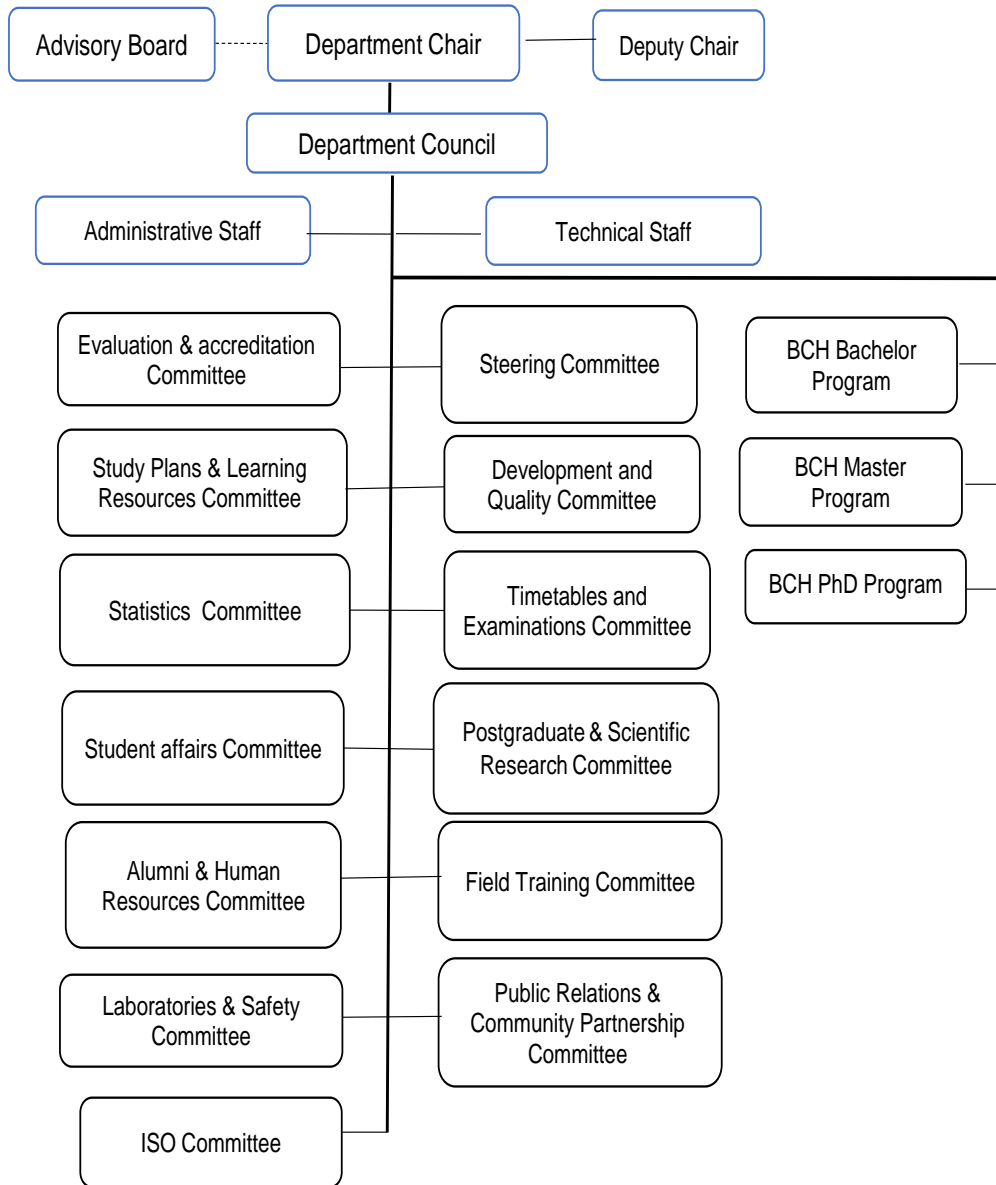 Advisory Board
Department Chair
Deputy Chair
Department Council
Administrative Staff
Technical Staff
Evaluation & accreditation
Committee
Steering Committee
BCH Bachelor
Program
Study Plans & Learning
Resources Committee
Development and
Quality Committee
BCH Master
Program
Statistics Committee
Timetables and
Examinations Committee
BCH PhD Program
Student affairs Committee
Postgraduate & Scientific
Research Committee
Alumni & Human
Resources Committee
Field Training Committee
Laboratories & Safety
Committee
Public Relations &
Community Partnership
Committee
ISO Committee